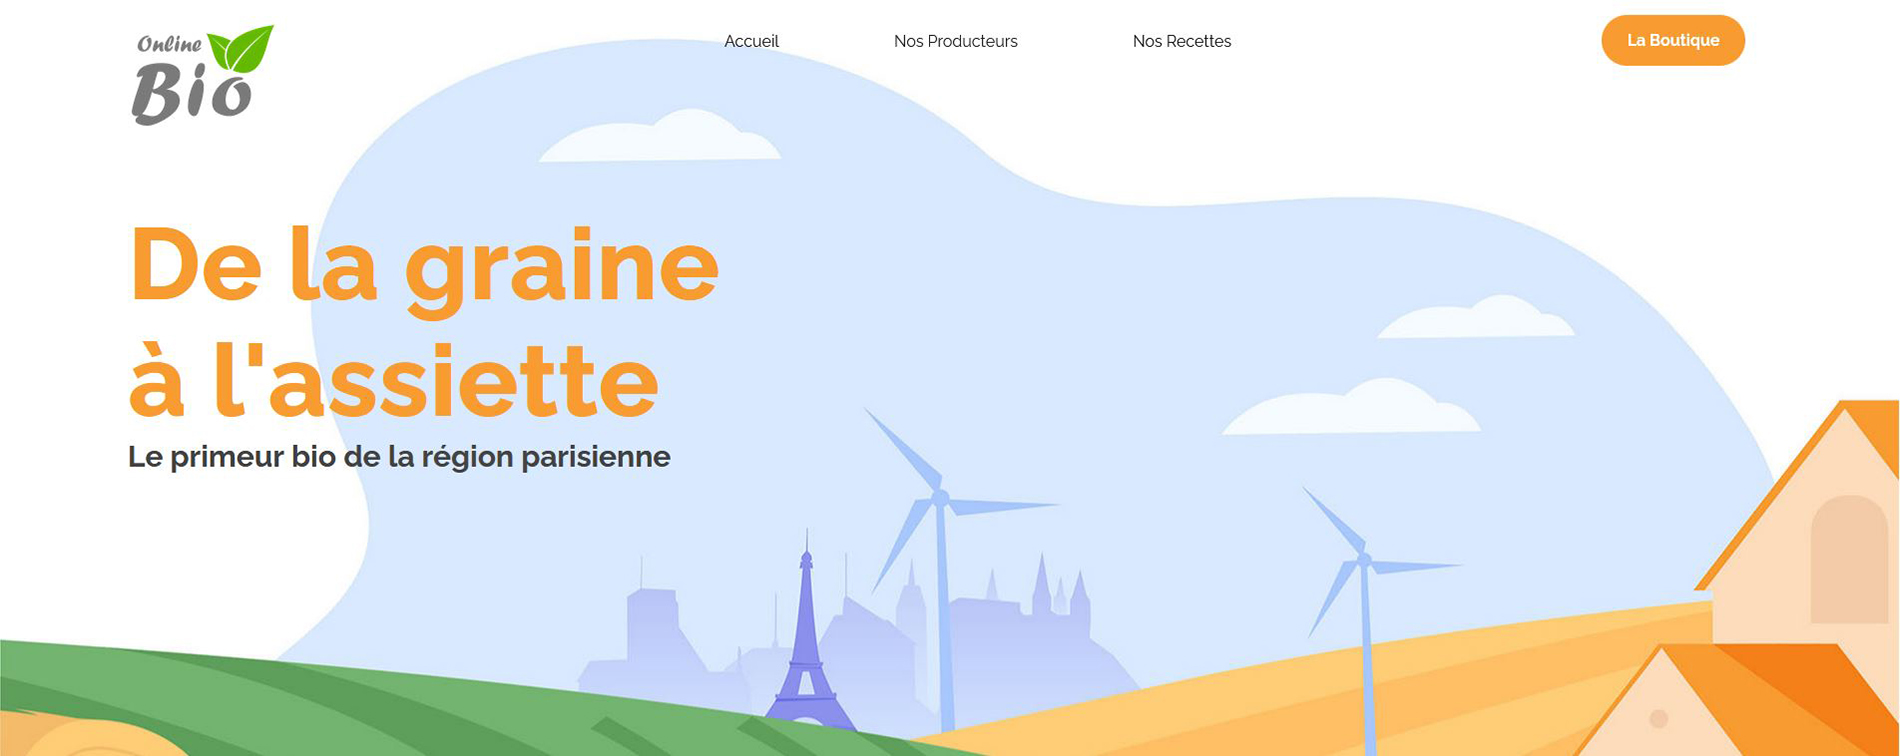 Online
Bio
Accueil
Nos Producteurs
Nos Recettes
La Boutique
De la graine
à l'assiette
Le primeur bio de la région parisienne